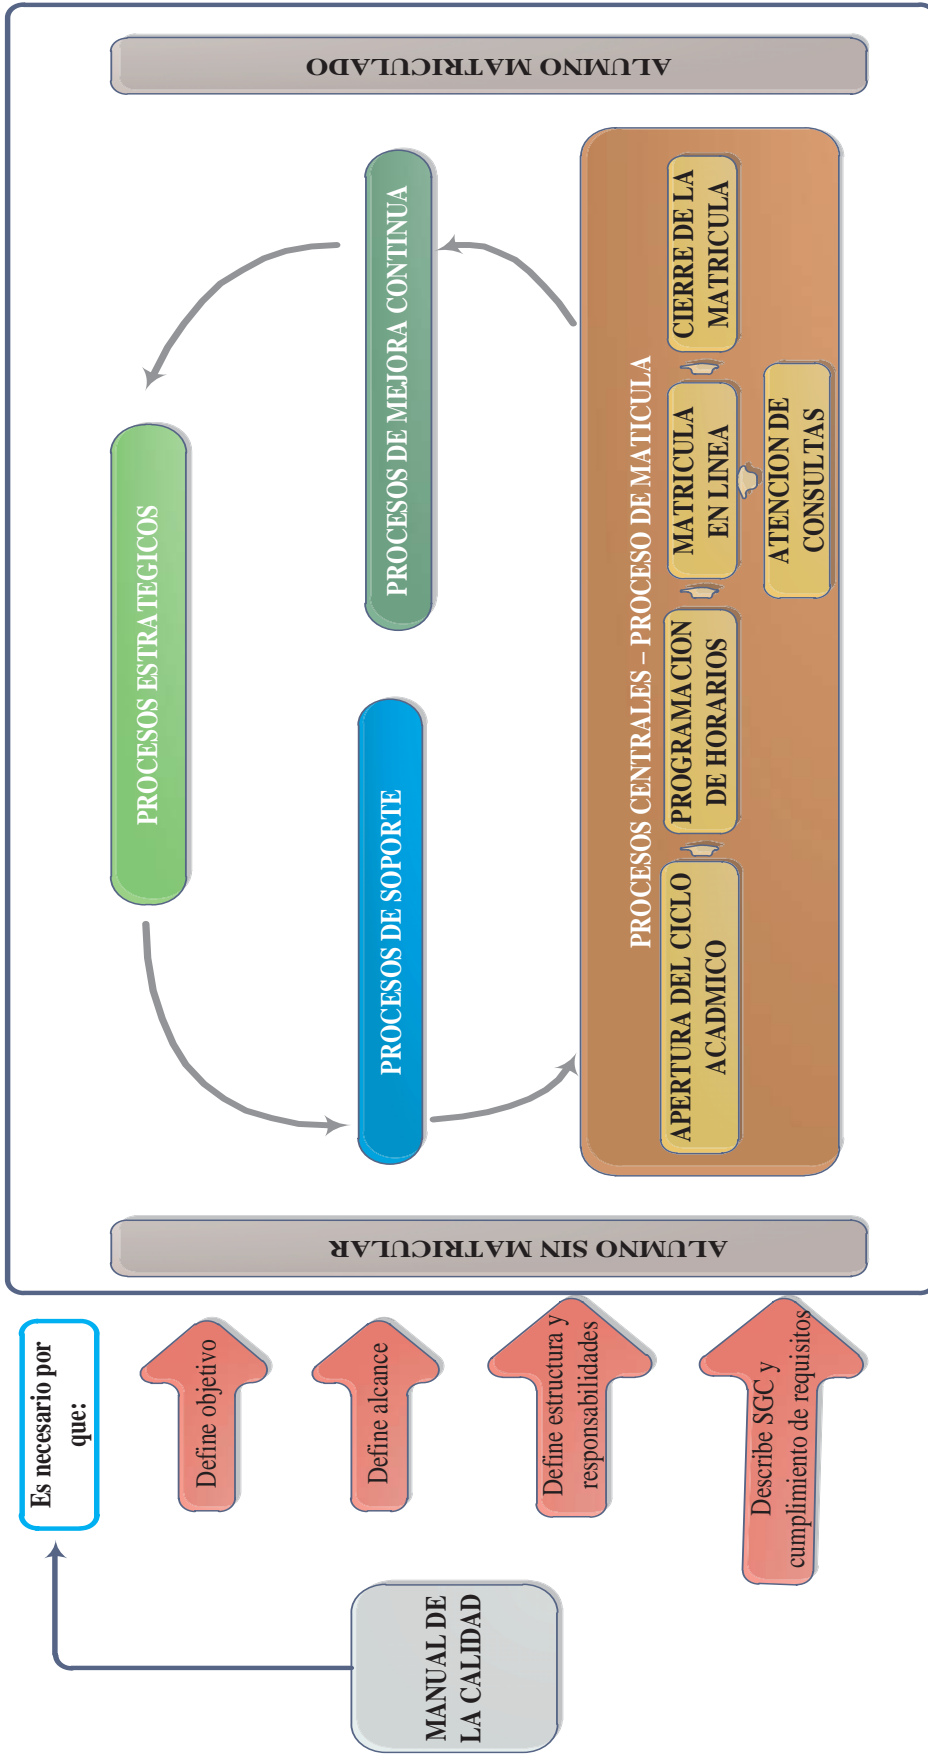 MANUAL DE
LA CALIDAD
Es necesario por
que:
Define objetivo
Define alcance
Define estructura y
responsabilidades
Describe SGC y
cumplimiento de requisitos
ALUMNO SIN MATRICULAR
PROCESOS ESTRATEGICOS
PROCESOS DE SOPORTE
PROCESOS DE MEJORA CONTINUA
PROCESOS CENTRALES – PROCESO DE MATICULA
APERTURA DEL CICLO
ACADMICO
PROGRAMACION
DE HORARIOS
MATRICULA
EN LINEA
CIERRE DE LA
MATRICULA
ATENCION DE
CONSULTAS
ALUMNO MATRICULADO